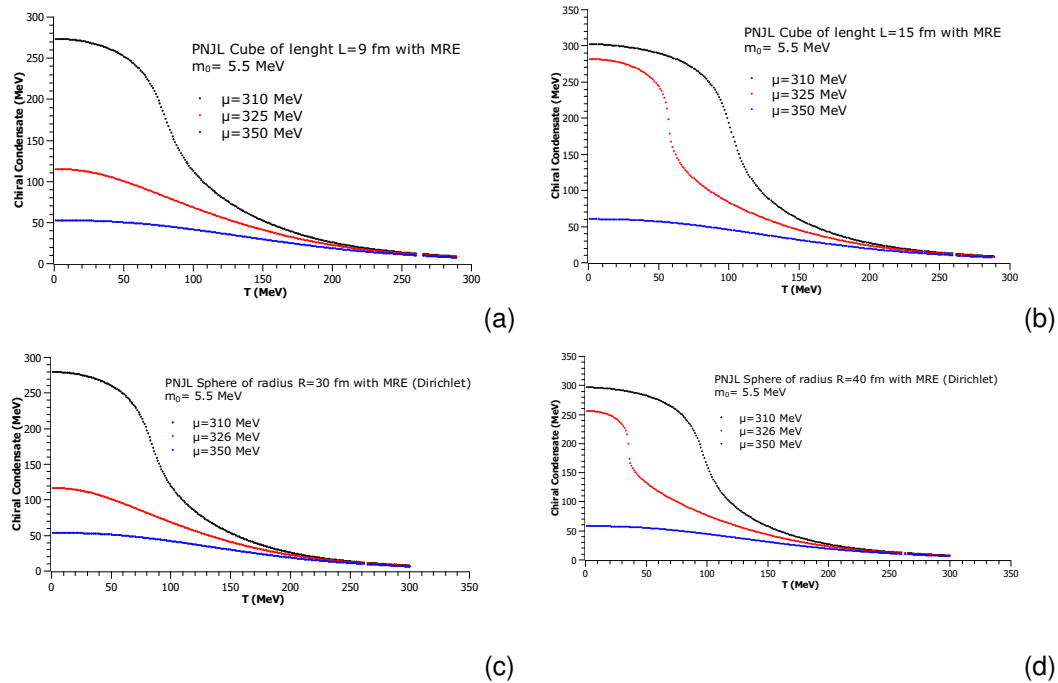 PNJL Cube of lenght L=9 fm with MRE
m₀= 5.5 MeV
μ=310 MeV
μ=325 MeV
μ=350 MeV
Chiral Condensate (MeV)
300
250
200
150
100
50
0
0 50 100 150 200 250 300
T (MeV)
(a)
PNJL Cube of lenght L=15 fm with MRE
m₀= 5.5 MeV
μ=310 MeV
μ=325 MeV
μ=350 MeV
Chiral Condensate (MeV)
350
300
250
200
150
100
50
0
0 50 100 150 200 250 300
T (MeV)
(b)
PNJL Sphere of radius R=30 fm with MRE (Dirichlet)
m₀= 5.5 MeV
μ=310 MeV
μ=326 MeV
μ=350 MeV
Chiral Condensate (MeV)
300
250
200
150
100
50
0
0 50 100 150 200 250 300 350
T (MeV)
(c)
PNJL Sphere of radius R=40 fm with MRE (Dirichlet)
m₀= 5.5 MeV
μ=310 MeV
μ=326 MeV
μ=350 MeV
Chiral Condensate (MeV)
350
300
250
200
150
100
50
0
0 50 100 150 200 250 300 350
T (MeV)
(d)